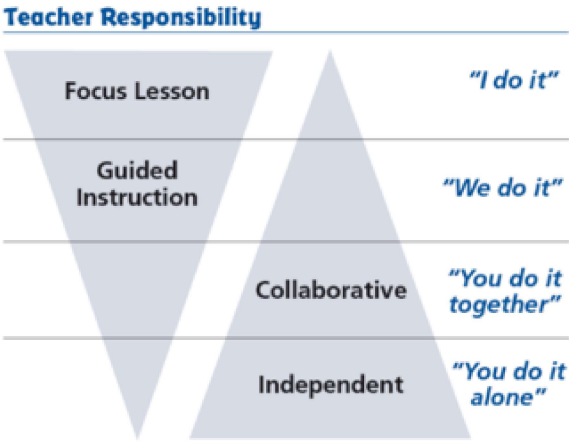 Teacher Responsibility
Focus Lesson
"I do it"
Guided
Instruction
"We do it"
Collaborative
"You do it
together"
Independent
"You do it
alone"